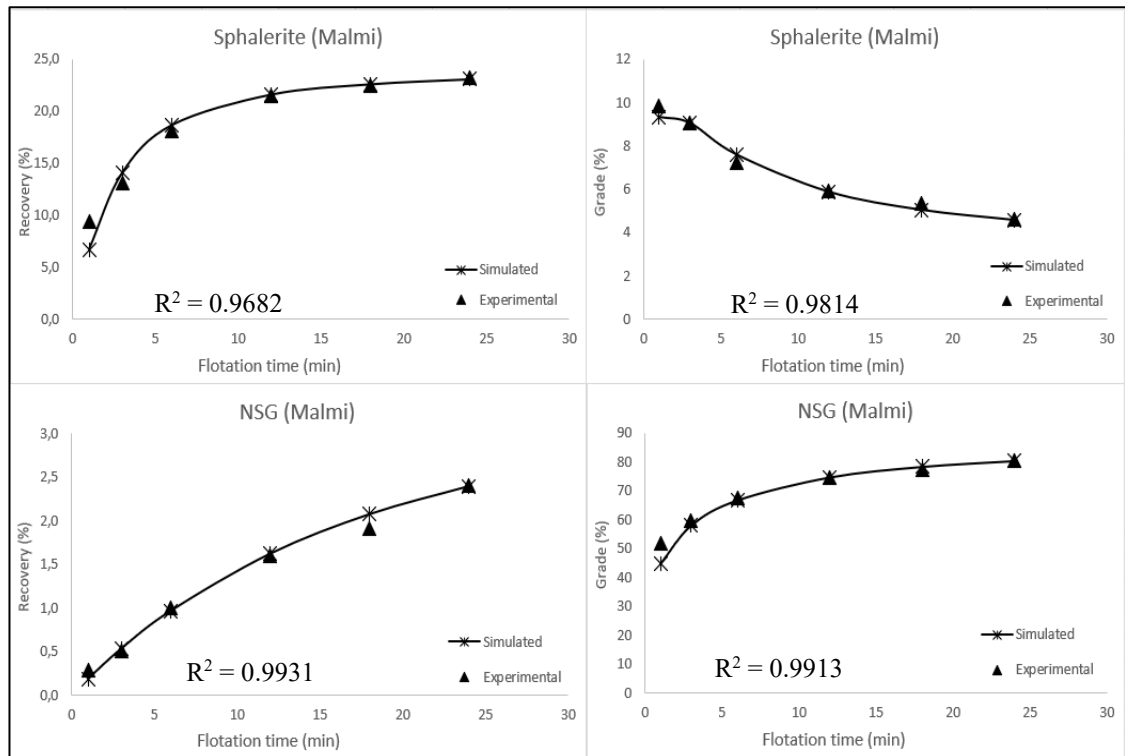 Sphalerite (Malmi)
25,0
20,0
15,0
10,0
5,0
0,0
Recovery (%)
Simulated
Experimental
R² = 0.9682
0 5 10 15 20 25 30
Flotation time (min)
Sphalerite (Malmi)
12
10
8
6
4
2
0
Grade (%)
Simulated
Experimental
R² = 0.9814
0 5 10 15 20 25 30
Flotation time (min)
NSG (Malmi)
3,0
2,5
2,0
1,5
1,0
0,5
0,0
Recovery (%)
Simulated
Experimental
R² = 0.9931
0 5 10 15 20 25 30
Flotation time (min)
NSG (Malmi)
90
80
70
60
50
40
30
20
10
0
Grade (%)
Simulated
Experimental
R² = 0.9913
0 5 10 15 20 25 30
Flotation time (min)